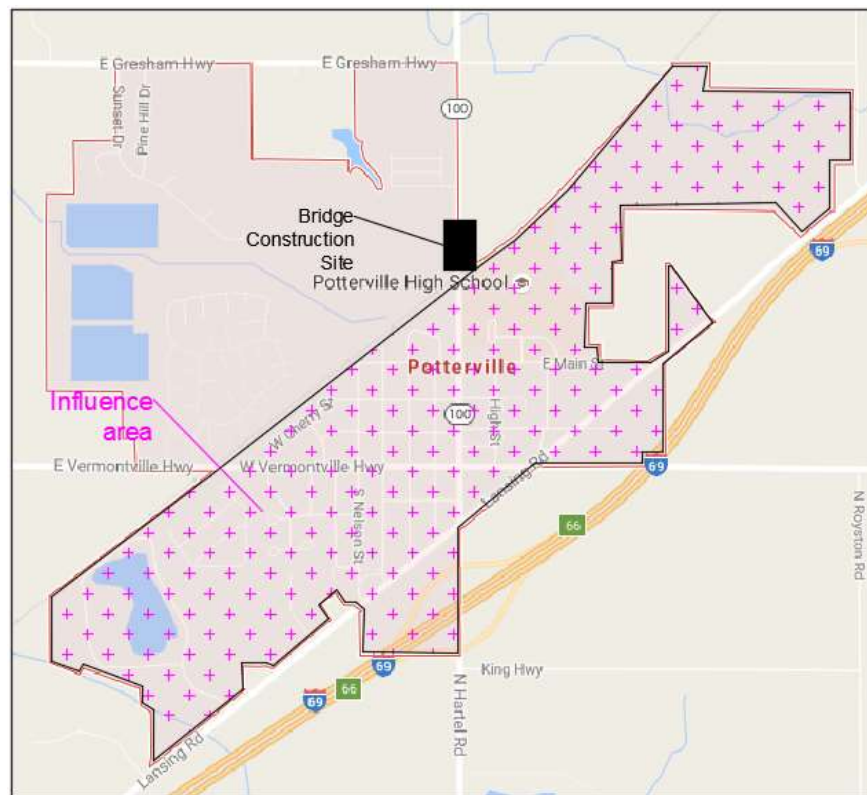 E Gresham Hwy
E Gresham Hwy
Sunset Dr
Pine Hill Dr
100
Bridge
Construction
Site
69
Potterville High School
Potterville
E Main St
Influence
area
W Cherry St
100
High St
E Vermontville Hwy
W Vermontville Hwy
Lansing Rd
69
S Nelson St
N Royston Rd
66
69
King Hwy
66
69
N Hartel Rd
Lansing Rd